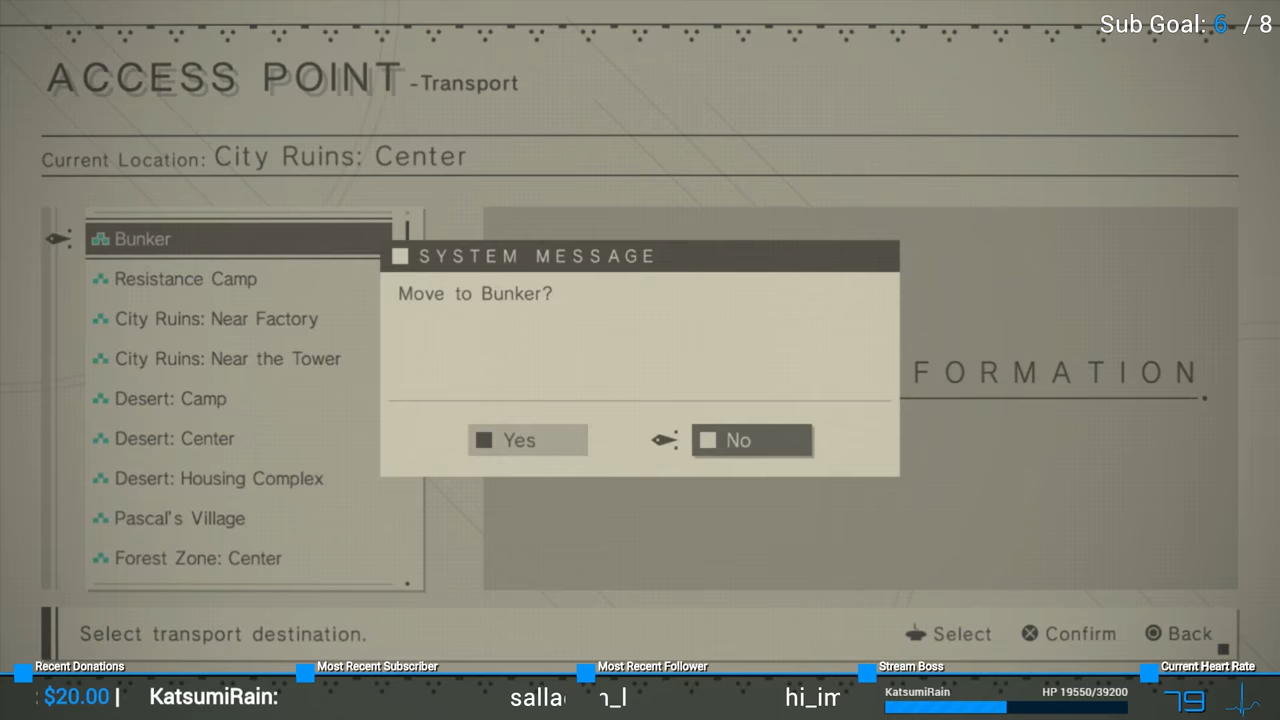 Sub Goal: 6 / 8
ACCESS POINT -Transport
Current Location: City Ruins: Center
Bunker
Resistance Camp
City Ruins: Near Factory
City Ruins: Near the Tower
Desert: Camp
Desert: Center
Desert: Housing Complex
Pascal's Village
Forest Zone: Center
SYSTEM MESSAGE
Move to Bunker?
Yes
No
FORMATION
Select transport destination.
Select Confirm Back
Recent Donations
: $20.00 | KatsumiRain:
Most Recent Subscriber
Most Recent Follower
hi_im
Stream Boss
KatsumiRain HP 19550/39200
Current Heart Rate
79